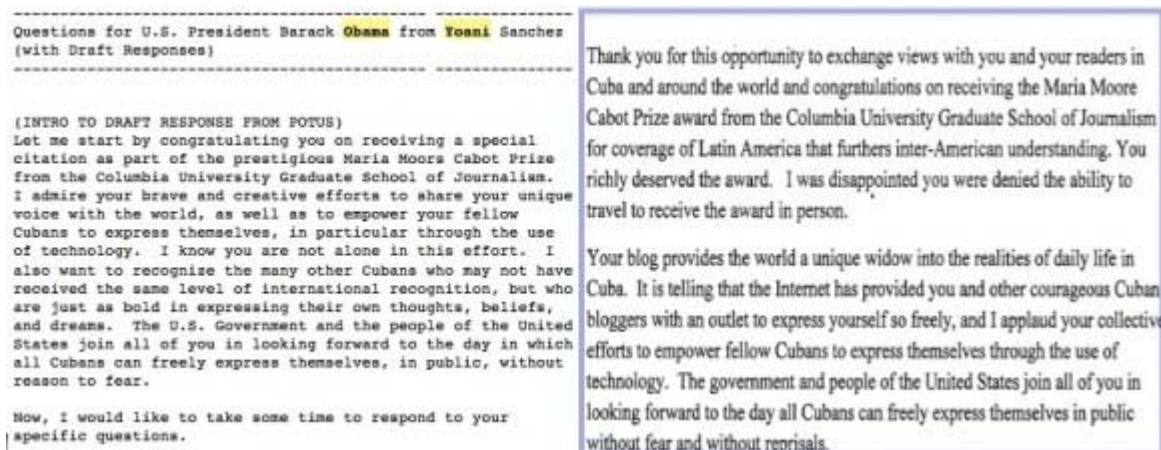 Questions for U.S. President Barack Obama from Yoani Sanchez
(with Draft Responses)
(INTRO TO DRAFT RESPONSE FROM POTUS)
Let me start by congratulating you on receiving a special
citation as part of the prestigious Maria Moors Cabot Prize
from the Columbia University Graduate School of Journalism.
I admire your brave and creative efforts to share your unique
voice with the world, as well as to empower your fellow
Cubans to express themselves, in particular through the use
of technology.  I know you are not alone in this effort.  I
also want to recognize the many other Cubans who may not have
received the same level of international recognition, but who
are just as bold in expressing their own thoughts, beliefs,
and dreams.  The U.S. Government and the people of the United
States join all of you in looking forward to the day in which
all Cubans can freely express themselves, in public, without
reason to fear.
Now, I would like to take some time to respond to your
specific questions.
Thank you for this opportunity to exchange views with you and your readers in
Cuba and around the world and congratulations on receiving the Maria Moore
Cabot Prize award from the Columbia University Graduate School of Journalism
for coverage of Latin America that furthers inter-American understanding. You
richly deserved the award.  I was disappointed you were denied the ability to
travel to receive the award in person.
Your blog provides the world a unique widow into the realities of daily life in
Cuba.  It is telling that the Internet has provided you and other courageous Cuban
bloggers with an outlet to express yourself so freely, and I applaud your collective
efforts to empower fellow Cubans to express themselves through the use of
technology.  The government and people of the United States join all of you in
looking forward to the day all Cubans can freely express themselves in public
without fear and without reprisals.